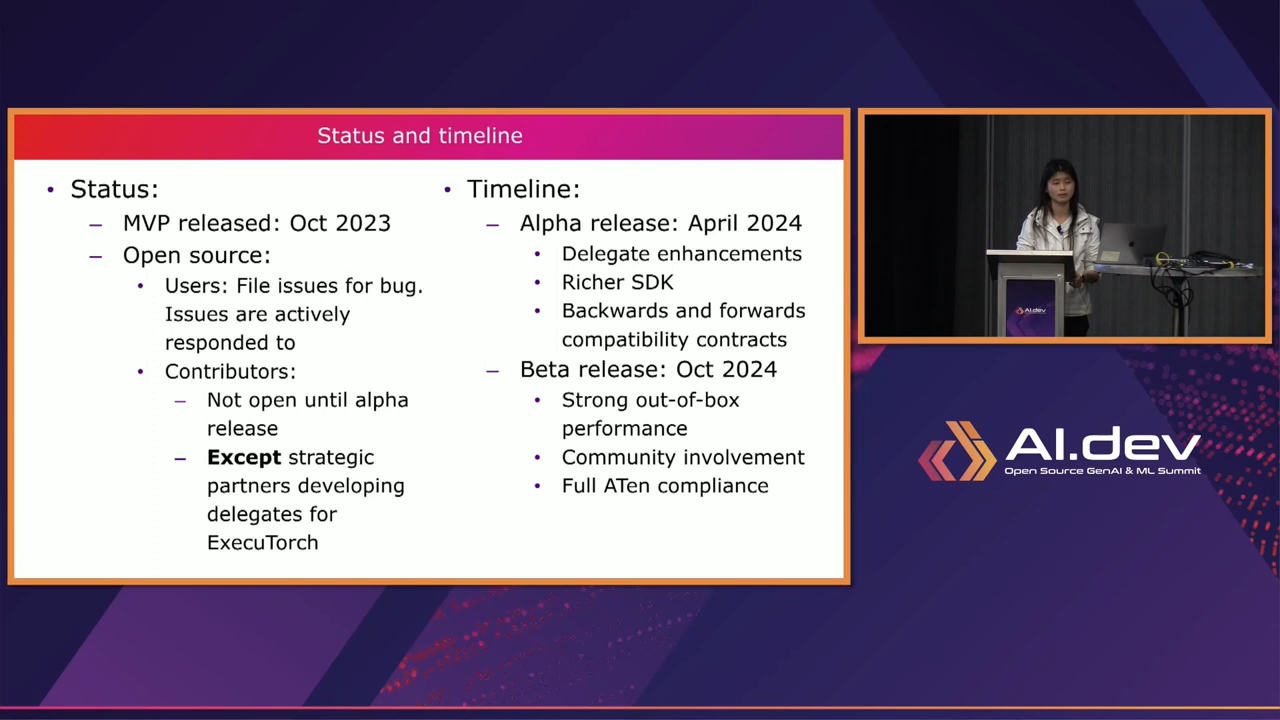 Status and timeline
• Status:
– MVP released: Oct 2023
– Open source:
• Users: File issues for bug.
Issues are actively
responded to
• Contributors:
– Not open until alpha
release
– Except strategic
partners developing
delegates for
ExecuTorch
• Timeline:
– Alpha release: April 2024
• Delegate enhancements
• Richer SDK
• Backwards and forwards
compatibility contracts
– Beta release: Oct 2024
• Strong out-of-box
performance
• Community involvement
• Full ATen compliance
AI.dev
AI.dev
Open Source GenAI & ML Summit